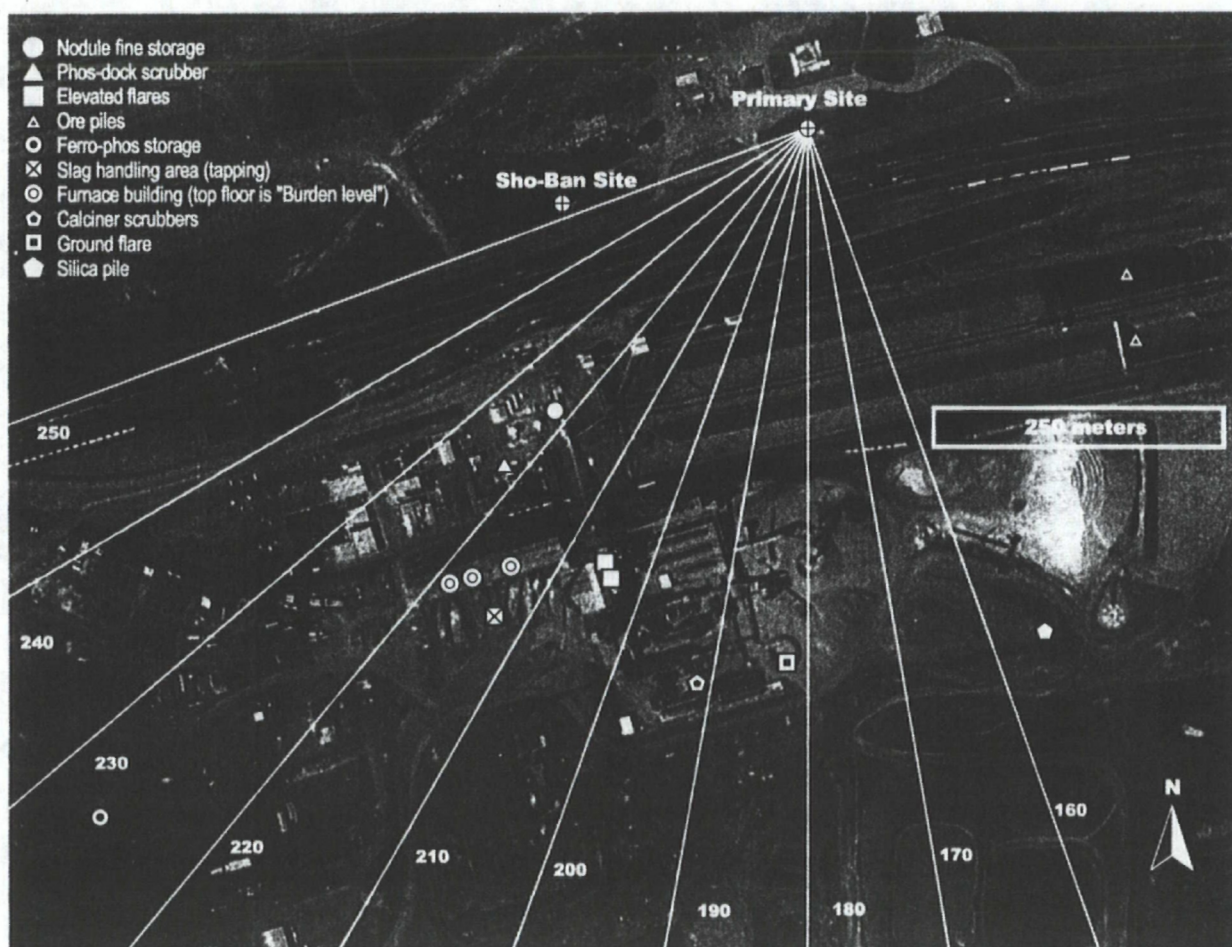 Nodule fine storage
Phos-dock scrubber
Elevated flares
Ore piles
Ferro-phos storage
Slag handling area (tapping)
Furnace building (top floor is "Burden level")
Calciner scrubbers
Ground flare
Silica pile
Primary Site
Sho-Ban Site
250 meters
250
240
230
220
210
200
190
180
170
160
N